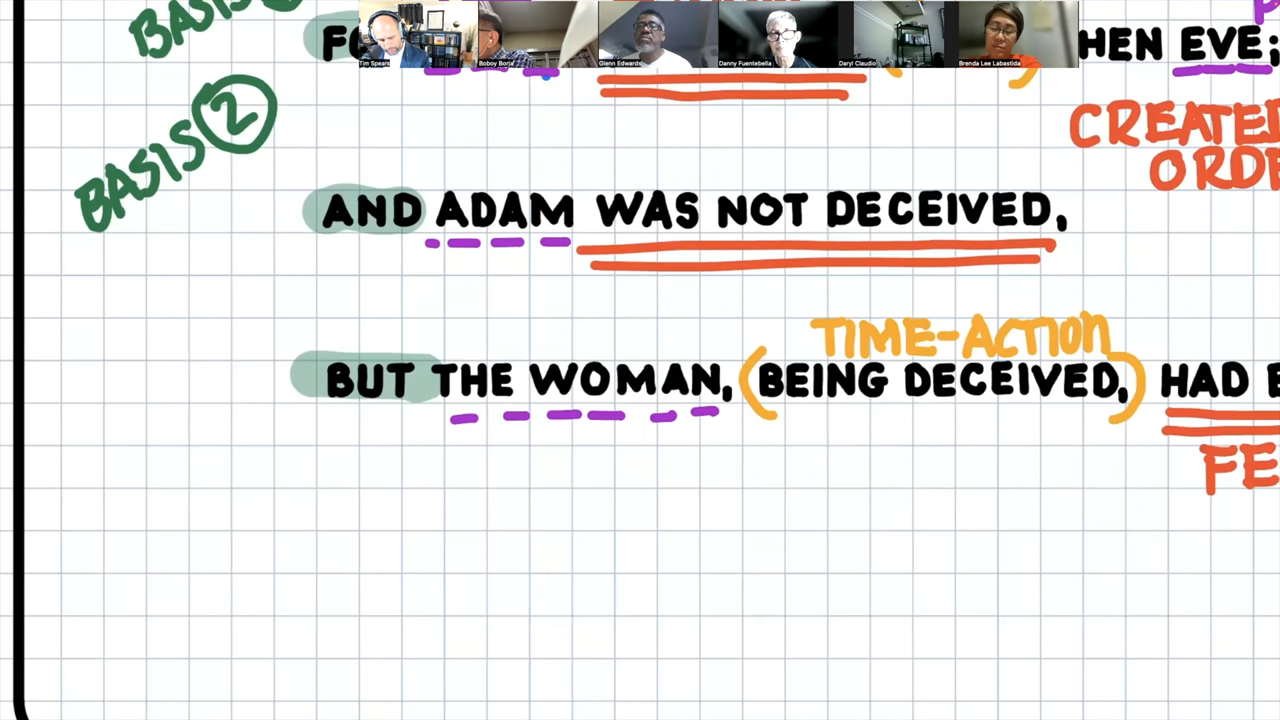 BASIS
Tim Spears
Boboy Borja
Glenn Edwards
Danny Fuentebella
Daryl Claudio
Brenda Lee Labastida
HEN EVE;
BASIS 2
CREATED
ORDE
AND ADAM WAS NOT DECEIVED,
TIME-ACTION
BUT THE WOMAN, (BEING DECEIVED,) HAD
FE